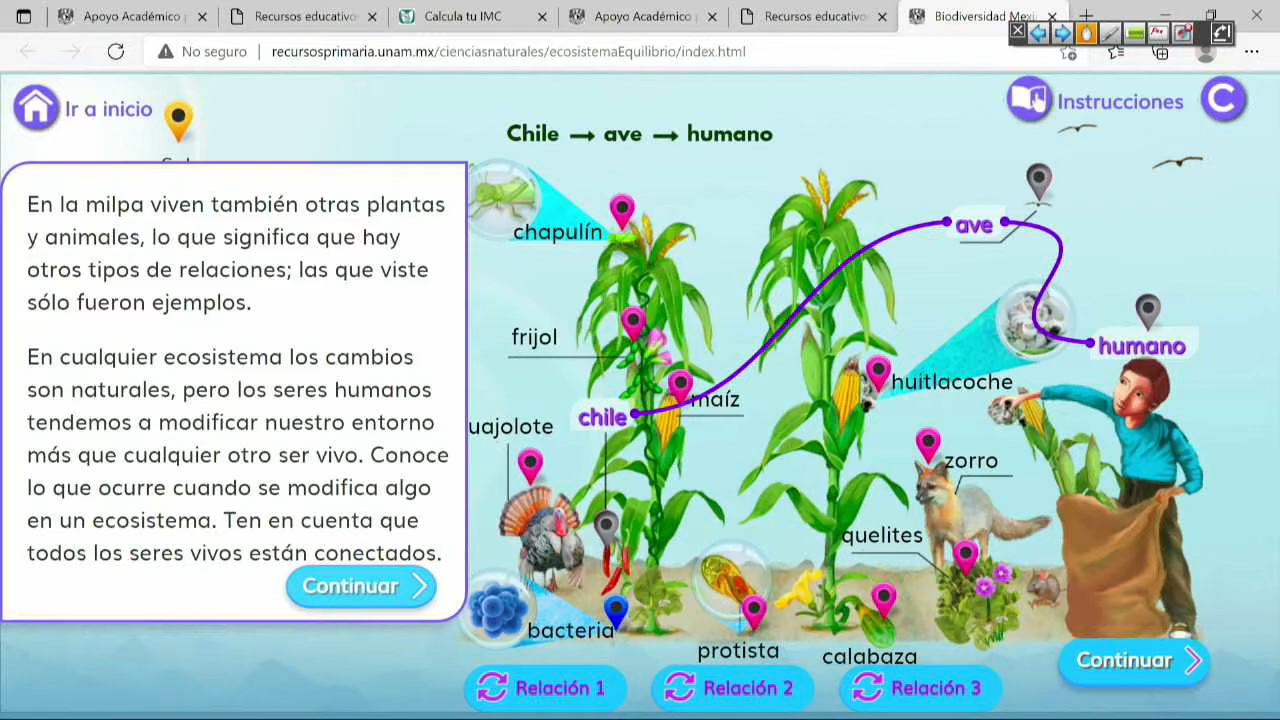 Apoyo Académico p
Recursos educativo
Calcula tu IMC
Apoyo Académico p
Recursos educativo
Biodiversidad Mexi
No seguro
recursosprimaria.unam.mx/cienciasnaturales/ecosistemaEquilibrio/index.html
Ir a inicio
Instrucciones
C
Chile → ave → humano
En la milpa viven también otras plantas
y animales, lo que significa que hay
otros tipos de relaciones; las que viste
sólo fueron ejemplos.
En cualquier ecosistema los cambios
son naturales, pero los seres humanos
tendemos a modificar nuestro entorno
más que cualquier otro ser vivo. Conoce
lo que ocurre cuando se modifica algo
en un ecosistema. Ten en cuenta que
todos los seres vivos están conectados.
Continuar
chapulín
ave
frijol
humano
huitlacoche
maíz
chile
uajolote
zorro
quelites
bacteria
protista
calabaza
Continuar
Relación 1
Relación 2
Relación 3